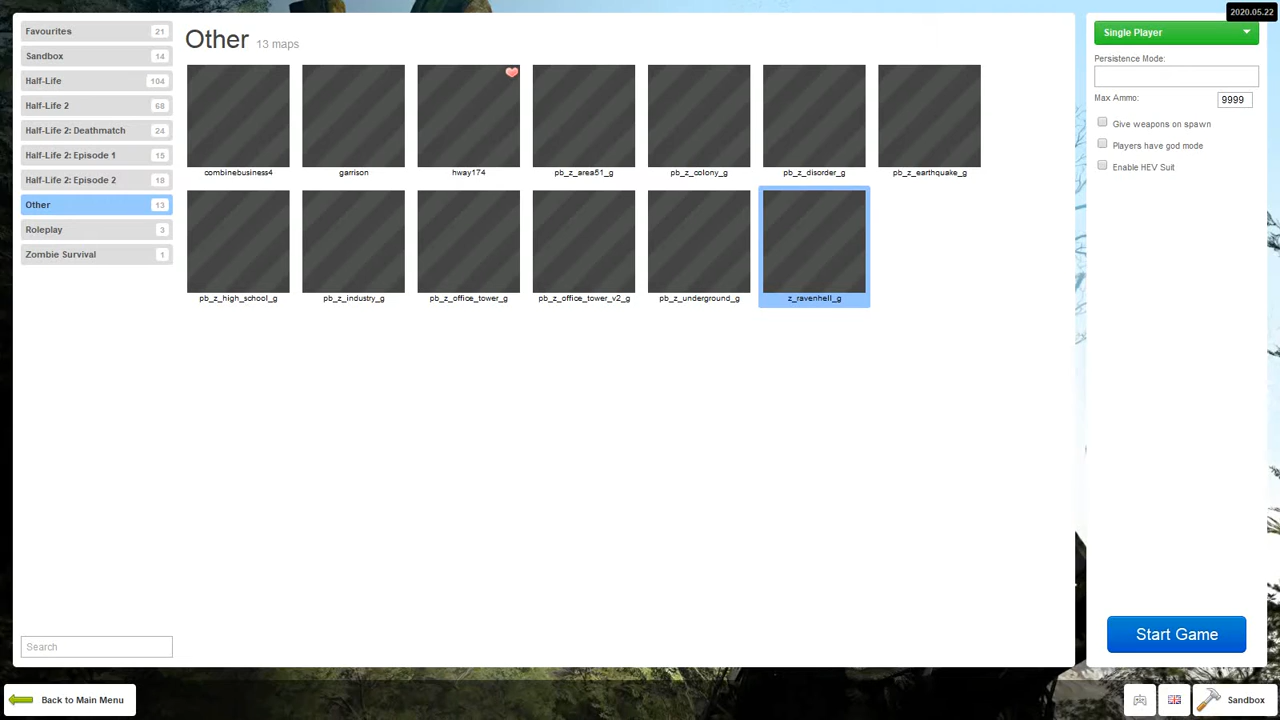 2020.05.22
Favourites 21
Sandbox 14
Half-Life 104
Half-Life 2 68
Half-Life 2: Deathmatch 24
Half-Life 2: Episode 1 15
Half-Life 2: Episode 2 18
Other 13
Roleplay 3
Zombie Survival 1
Search
Other 13 maps
combinebusiness4 garrison hway174 pb_z_area51_g pb_z_colony_g pb_z_disorder_g pb_z_earthquake_g
pb_z_high_school_g pb_z_industry_g pb_z_office_tower_g pb_z_office_tower_v2_g pb_z_underground_g z_ravenhell_g
Single Player
Persistence Mode:
Max Ammo: 9999
Give weapons on spawn
Players have god mode
Enable HEV Suit
Start Game
Back to Main Menu
Sandbox